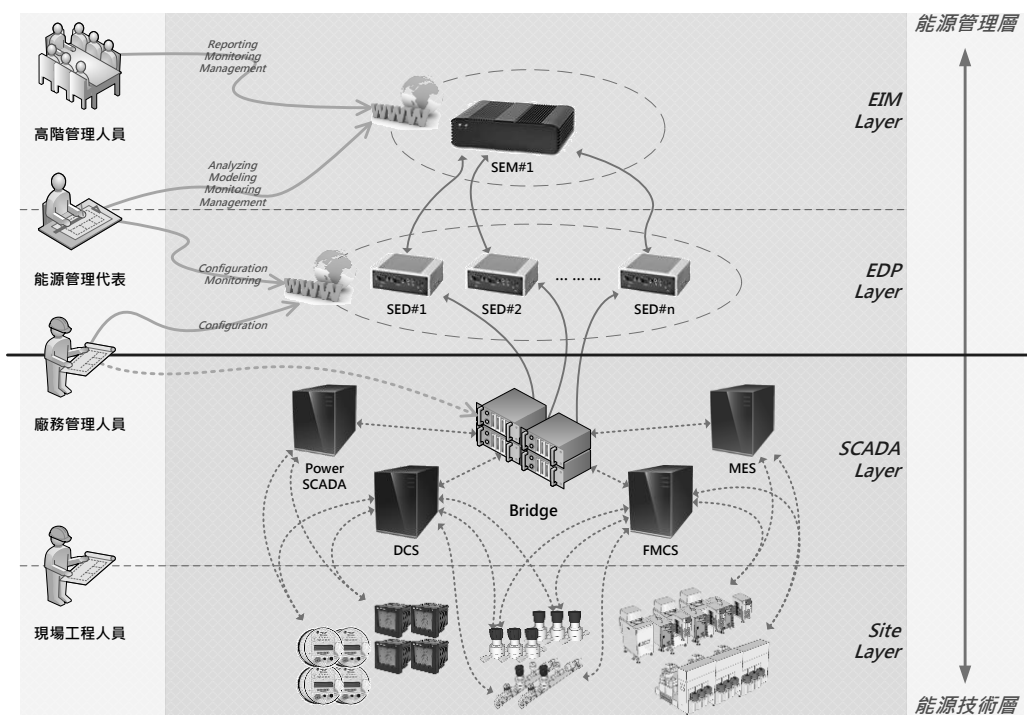 能源管理層
Reporting
Monitoring
Management
WWW
EIM
Layer
高階管理人員
SEM#1
Analyzing
Modeling
Monitoring
Management
能源管理代表
Configuration
Monitoring
WWW
EDP
Layer
SED#1
SED#2
... ... ...
SED#n
Configuration
廠務管理人員
Power
SCADA
MES
SCADA
Layer
Bridge
DCS
FMCS
現場工程人員
Site
Layer
能源技術層